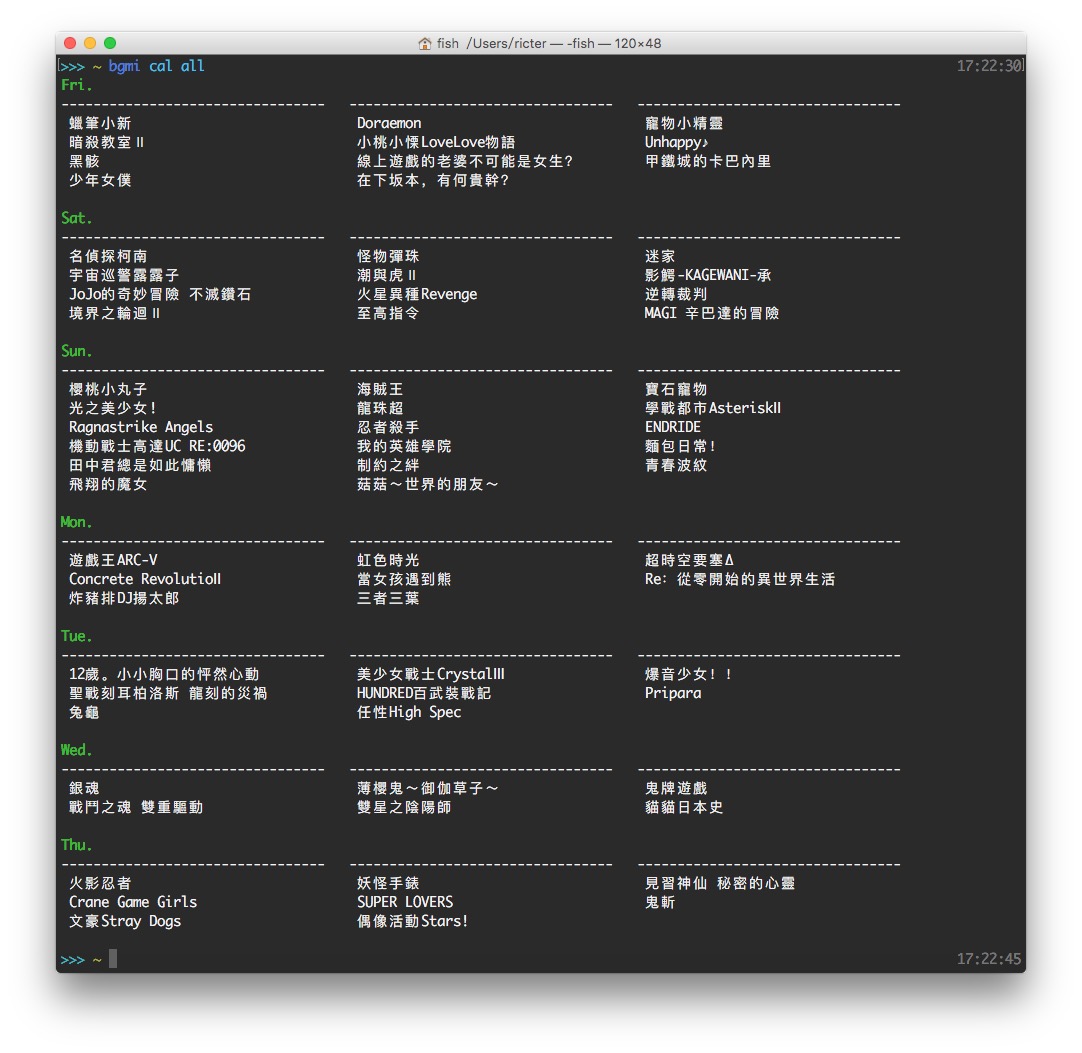 fish  /Users/ricter — -fish — 120×48
[>>> ~ bgmi cal all 17:22:30]
Fri.
--------------------------------- --------------------------------- ---------------------------------
蠟筆小新 Doraemon 寵物小精靈
暗殺教室Ⅱ 小桃小慄LoveLove物語 Unhappy♪
黑骸 線上遊戲的老婆不可能是女生? 甲鐵城的卡巴內里
少年女僕 在下坂本, 有何貴幹?
Sat.
--------------------------------- --------------------------------- ---------------------------------
名偵探柯南 怪物彈珠 迷家
宇宙巡警露露子 潮與虎Ⅱ 影鰐-KAGEWANI-承
JoJo的奇妙冒險 不滅鑽石 火星異種Revenge 逆轉裁判
境界之輪迴Ⅱ 至高指令 MAGI 辛巴達的冒險
Sun.
--------------------------------- --------------------------------- ---------------------------------
櫻桃小丸子 海賊王 寶石寵物
光之美少女! 龍珠超 學戰都市AsteriskⅡ
Ragnastrike Angels 忍者殺手 ENDRIDE
機動戰士高達UC RE:0096 我的英雄學院 麵包日常!
田中君總是如此慵懶 制約之絆 青春波紋
飛翔的魔女 菇菇～世界的朋友～
Mon.
--------------------------------- --------------------------------- ---------------------------------
遊戲王ARC-V 虹色時光 超時空要塞Δ
Concrete RevolutioⅡ 當女孩遇到熊 Re: 從零開始的異世界生活
炸豬排DJ揚太郎 三者三葉
Tue.
--------------------------------- --------------------------------- ---------------------------------
12歲。小小胸口的怦然心動 美少女戰士CrystalⅢ 爆音少女!!
聖戰刻耳柏洛斯 龍刻的災禍 HUNDRED百武裝戰記 Pripara
兔龜 任性High Spec
Wed.
--------------------------------- --------------------------------- ---------------------------------
銀魂 薄櫻鬼～御伽草子～ 鬼牌遊戲
戰鬥之魂 雙重驅動 雙星之陰陽師 貓貓日本史
Thu.
--------------------------------- --------------------------------- ---------------------------------
火影忍者 妖怪手錶 見習神仙 秘密的心靈
Crane Game Girls SUPER LOVERS 鬼斬
文豪Stray Dogs 偶像活動Stars!
>>> ~ 17:22:45